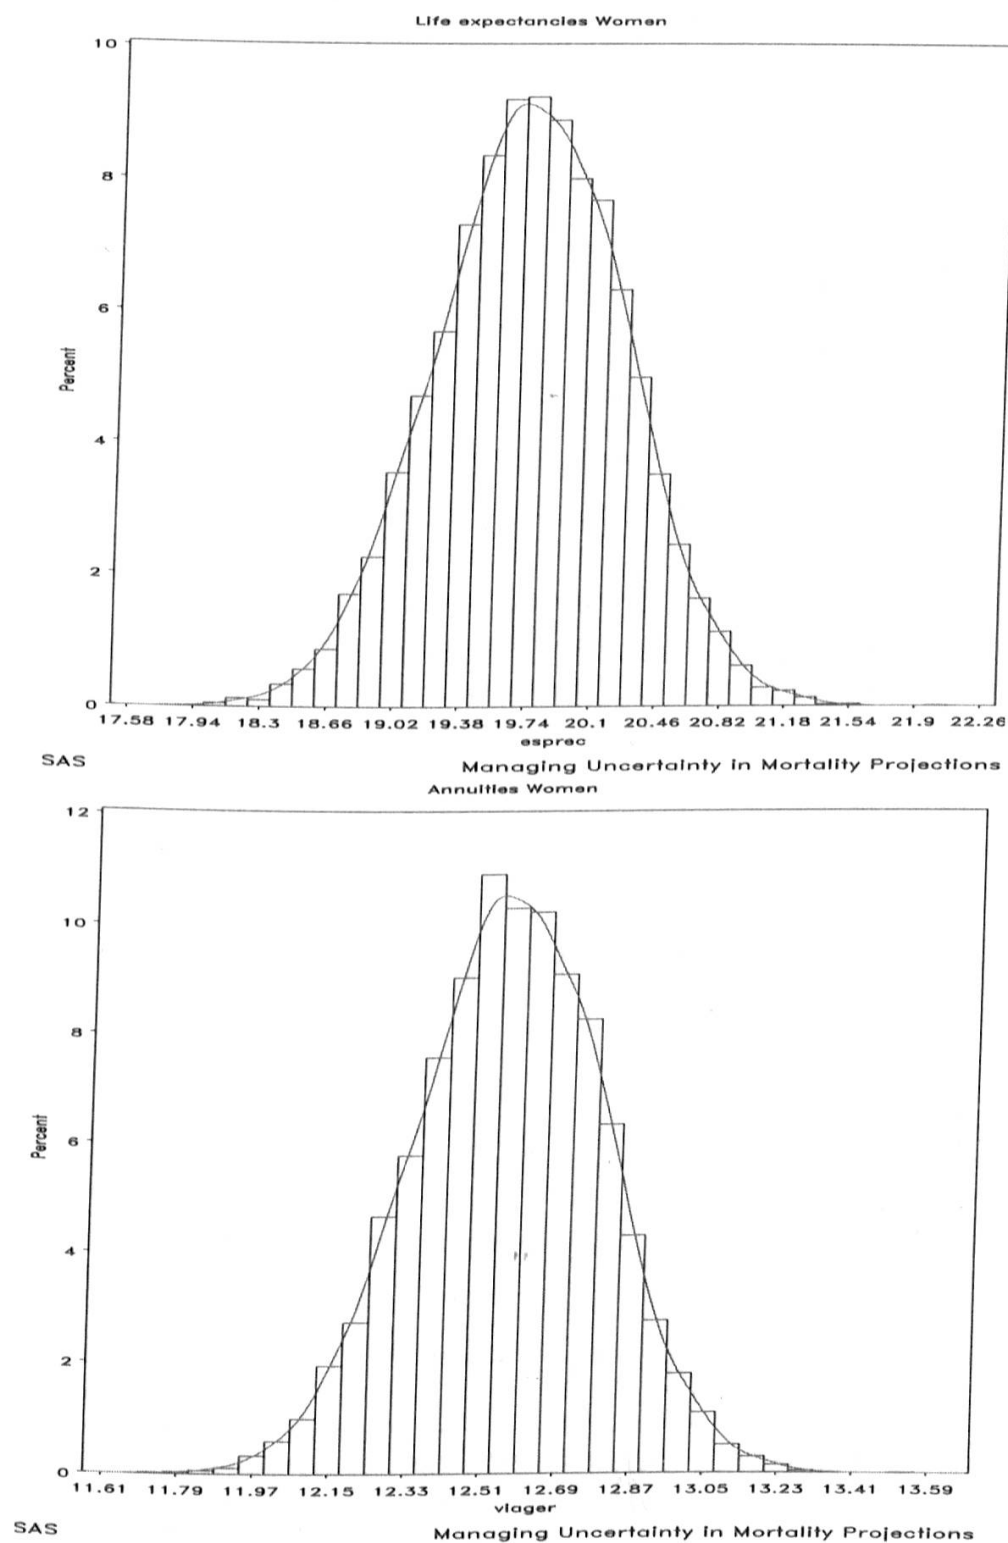 Life expectancies Women
10
8
6
4
2
0
Percent
17.58 17.94 18.3 18.66 19.02 19.38 19.74 20.1 20.46 20.82 21.18 21.54 21.9 22.26
esprec
SAS Managing Uncertainty in Mortality Projections
Annuities Women
12
10
8
6
4
2
0
Percent
11.61 11.79 11.97 12.15 12.33 12.51 12.69 12.87 13.05 13.23 13.41 13.59
vlager
SAS Managing Uncertainty in Mortality Projections